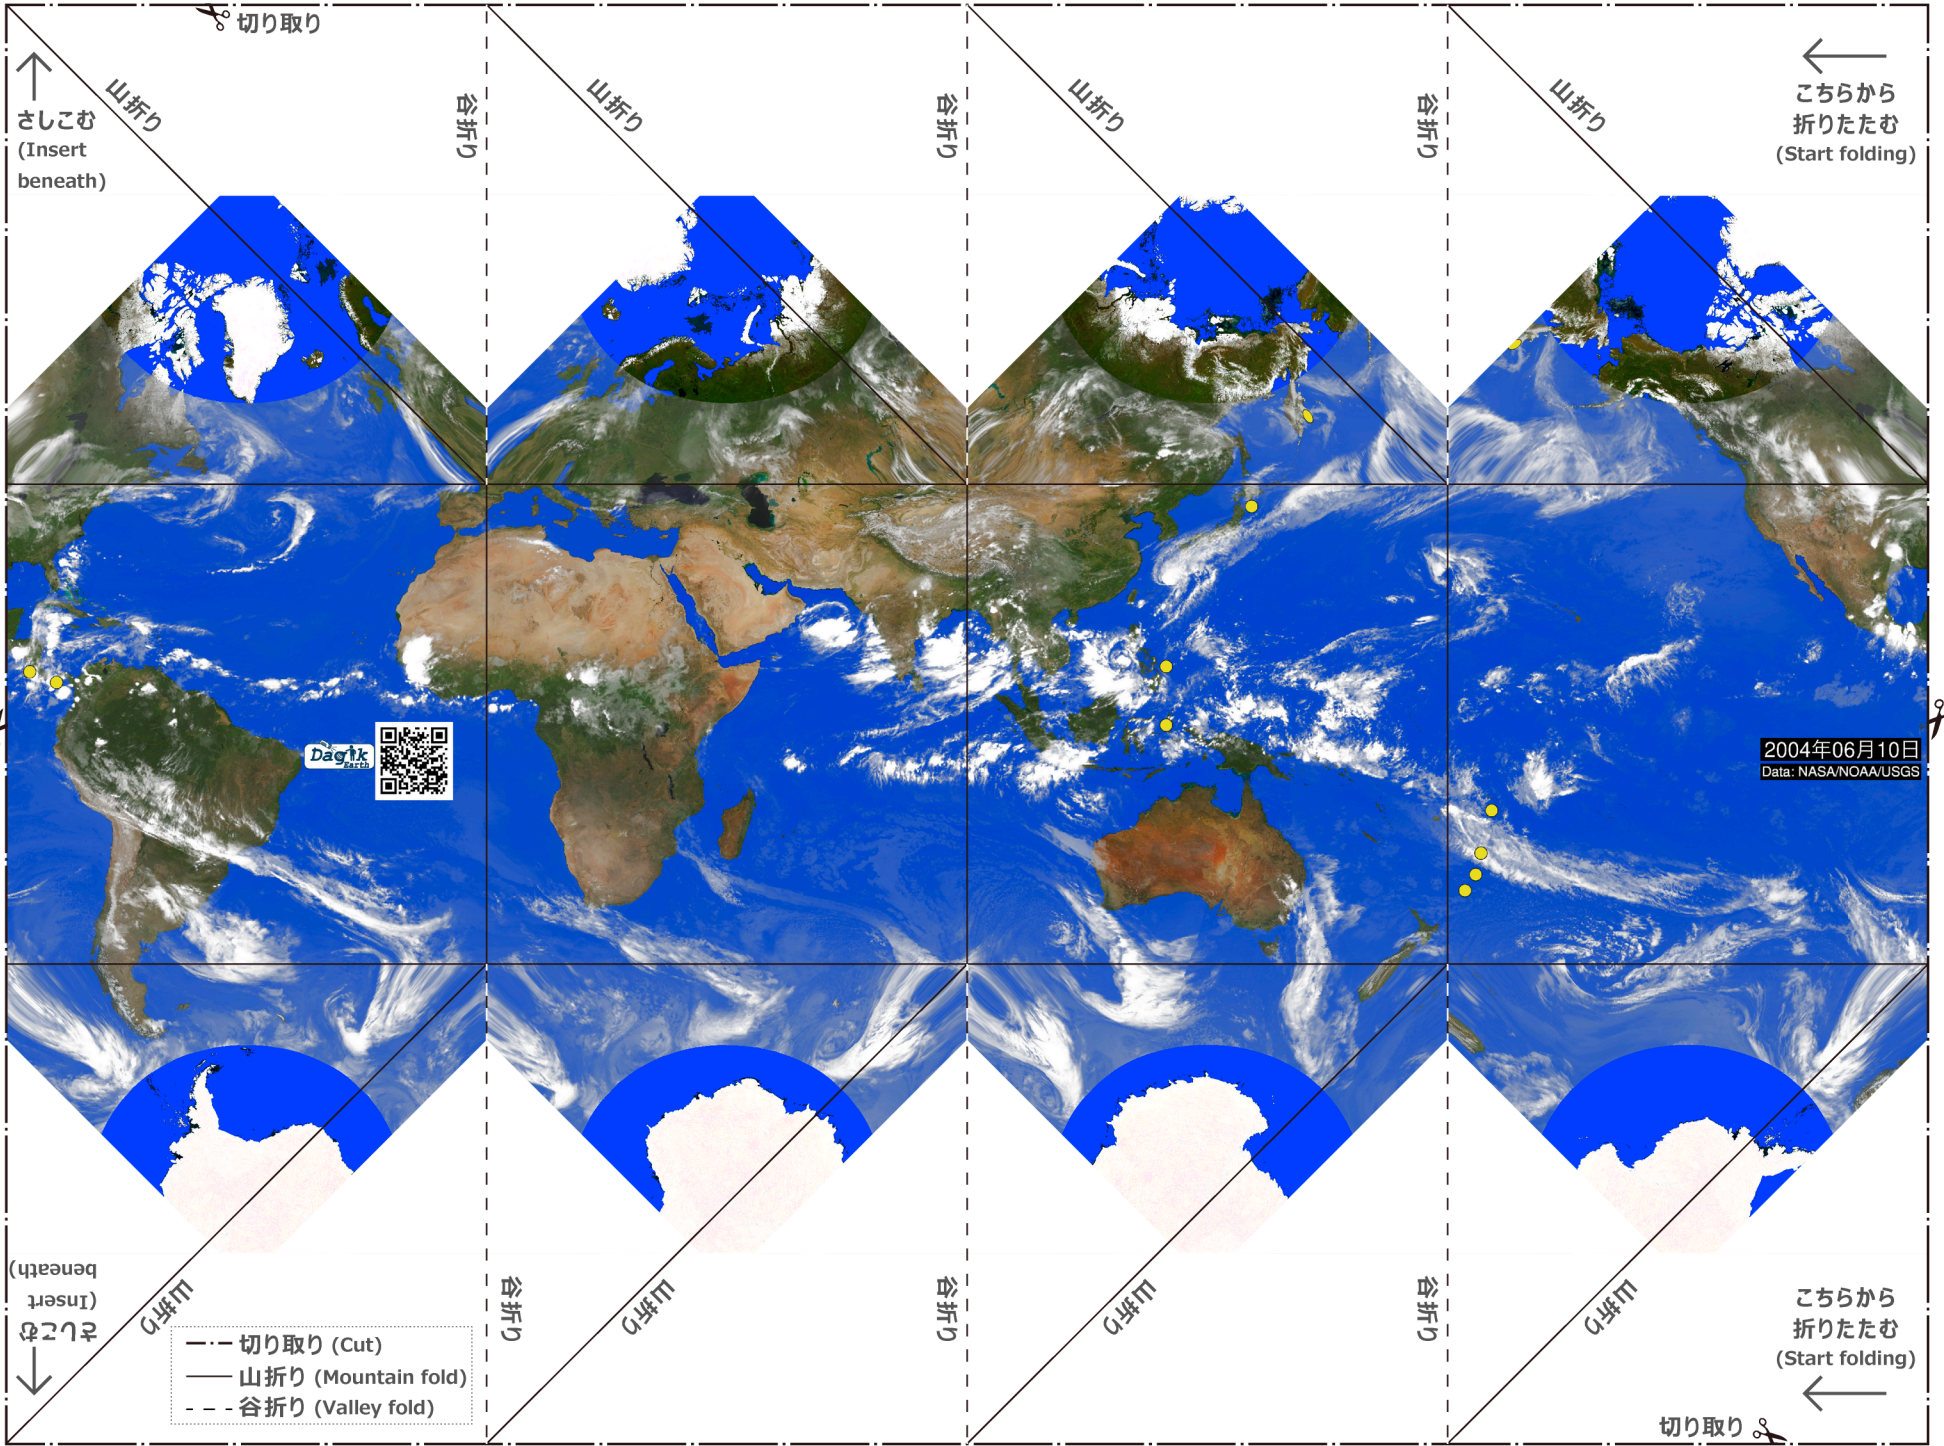 切り取り
山折り
谷折り
山折り
谷折り
山折り
谷折り
山折り
さしこむ
(Insert
beneath)
こちらから
折りたたむ
(Start folding)
Dagik
Earth
2004年06月10日
Data: NASA/NOAA/USGS
さしこむ
(Insert
beneath)
山折り
谷折り
山折り
谷折り
山折り
谷折り
山折り
こちらから
折りたたむ
(Start folding)
切り取り (Cut)
山折り (Mountain fold)
谷折り (Valley fold)
切り取り